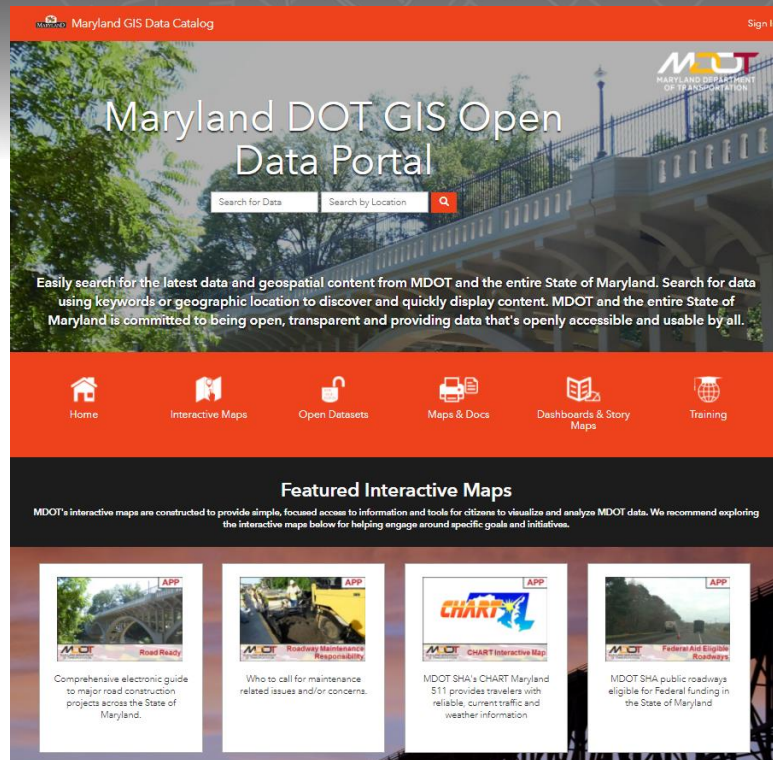 MARYLAND
Maryland GIS Data Catalog
Sign I
MDOT
MARYLAND DEPARTMENT
OF TRANSPORTATION
Maryland DOT GIS Open
Data Portal
Search for Data
Search by Location
Easily search for the latest data and geospatial content from MDOT and the entire State of Maryland. Search for data
using keywords or geographic location to discover and quickly display content. MDOT and the entire State of
Maryland is committed to being open, transparent and providing data that's openly accessible and usable by all.
Home
Interactive Maps
Open Datasets
Maps & Docs
Dashboards & Story
Maps
Training
Featured Interactive Maps
MDOT's interactive maps are constructed to provide simple, focused access to information and tools for citizens to visualize and analyze MDOT data. We recommend exploring
the interactive maps below for helping engage around specific goals and initiatives.
APP
MDOT
Road Ready
Comprehensive electronic guide
to major road construction
projects across the State of
Maryland.
APP
MDOT
Roadway Maintenance
Responsibility
Who to call for maintenance
related issues and/or concerns.
APP
CHART
MDOT
CHART Interactive Map
MDOT SHA's CHART Maryland
511 provides travelers with
reliable, current traffic and
weather information
APP
MDOT
Federal Aid Eligible
Roadways
MDOT SHA public roadways
eligible for Federal funding in
the State of Maryland